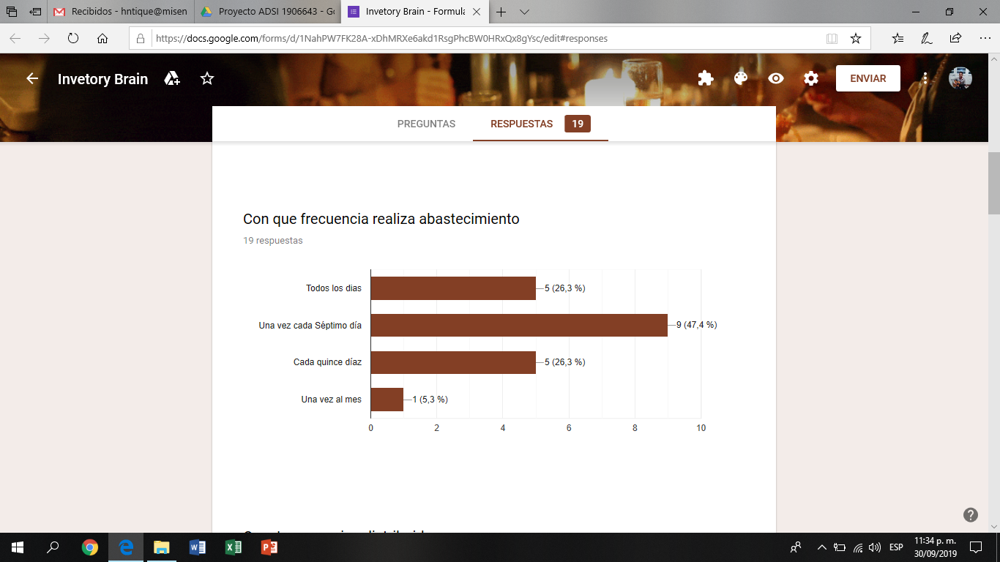 Recibidos - hntique@misen
Proyecto ADSI 1906643 - Go
Invetory Brain - Formula
https://docs.google.com/forms/d/1NahPW7FK28A-xDhMRXe6akd1RsgPhcBW0HRxQx8gYsc/edit#responses
Invetory Brain
ENVIAR
PREGUNTAS
RESPUESTAS 19
Con que frecuencia realiza abastecimiento
19 respuestas
Todos los dias
5 (26,3 %)
Una vez cada Séptimo día
9 (47,4 %)
Cada quince díaz
5 (26,3 %)
Una vez al mes
1 (5,3 %)
0 2 4 6 8 10
ESP
11:34 p. m.
30/09/2019